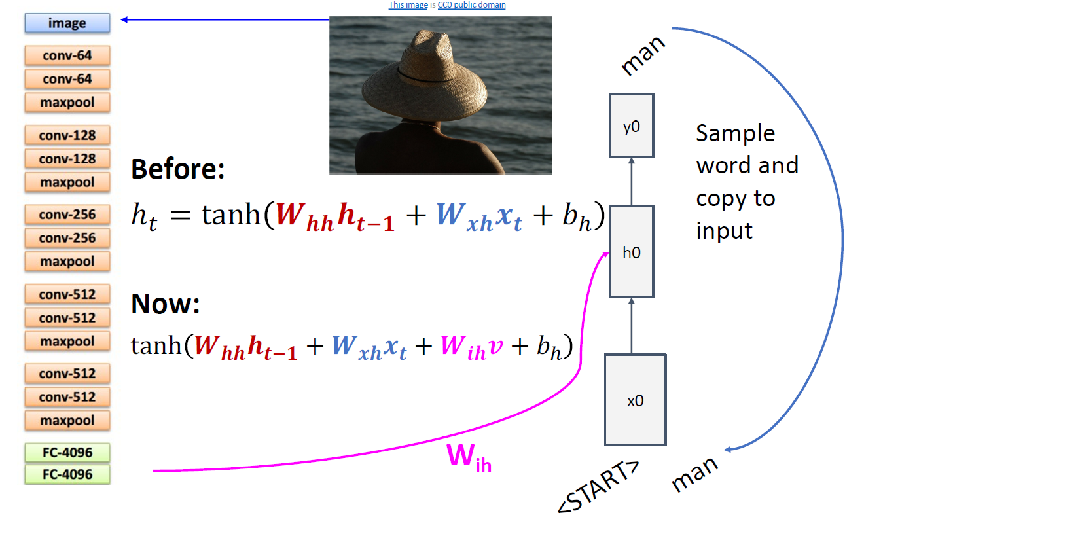 This image is CC0 public domain
image
conv-64
conv-64
maxpool
conv-128
conv-128
maxpool
conv-256
conv-256
maxpool
conv-512
conv-512
maxpool
conv-512
conv-512
maxpool
FC-4096
FC-4096
Before:
h_t = tanh(W_{hh}h_{t-1} + W_{xh}x_t + b_h)
Now:
tanh(W_{hh}h_{t-1} + W_{xh}x_t + W_{ih}v + b_h)
W_{ih}
man
y0
h0
x0
<START>
man
Sample
word and
copy to
input